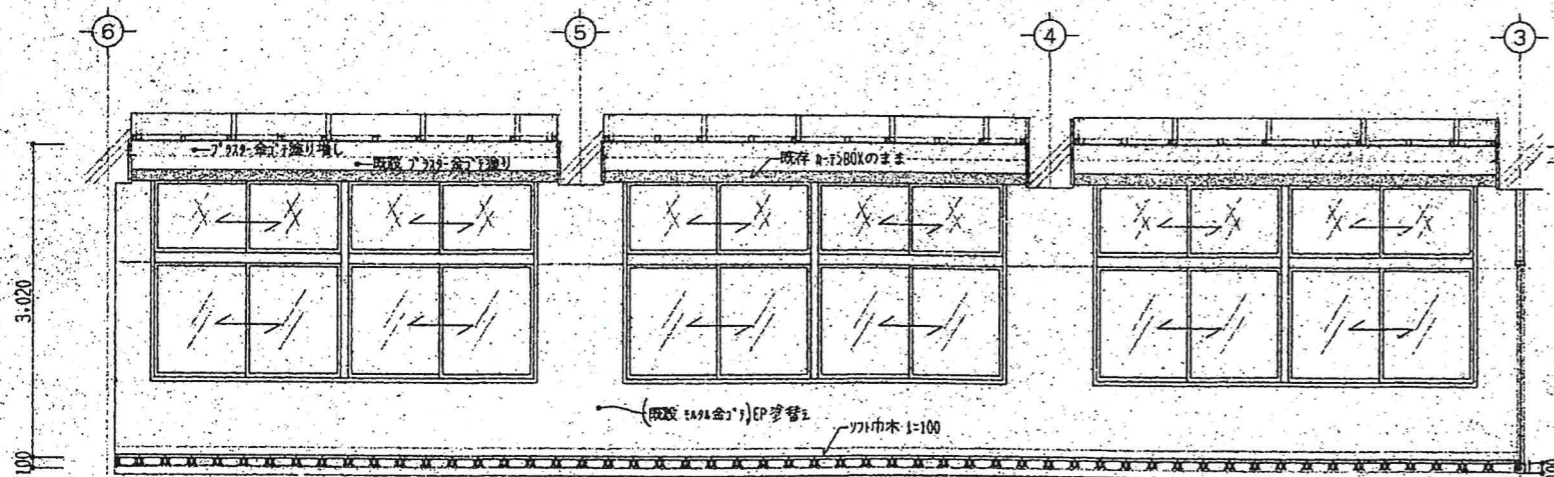 6
5
4
3
プラスター金ゴテ塗り増し
既設 プラスター金ゴテ塗り
既存 カーテンBOXのまま
3,020
(既設 モルタル金ゴテ)EP塗替え
ソフト巾木
100